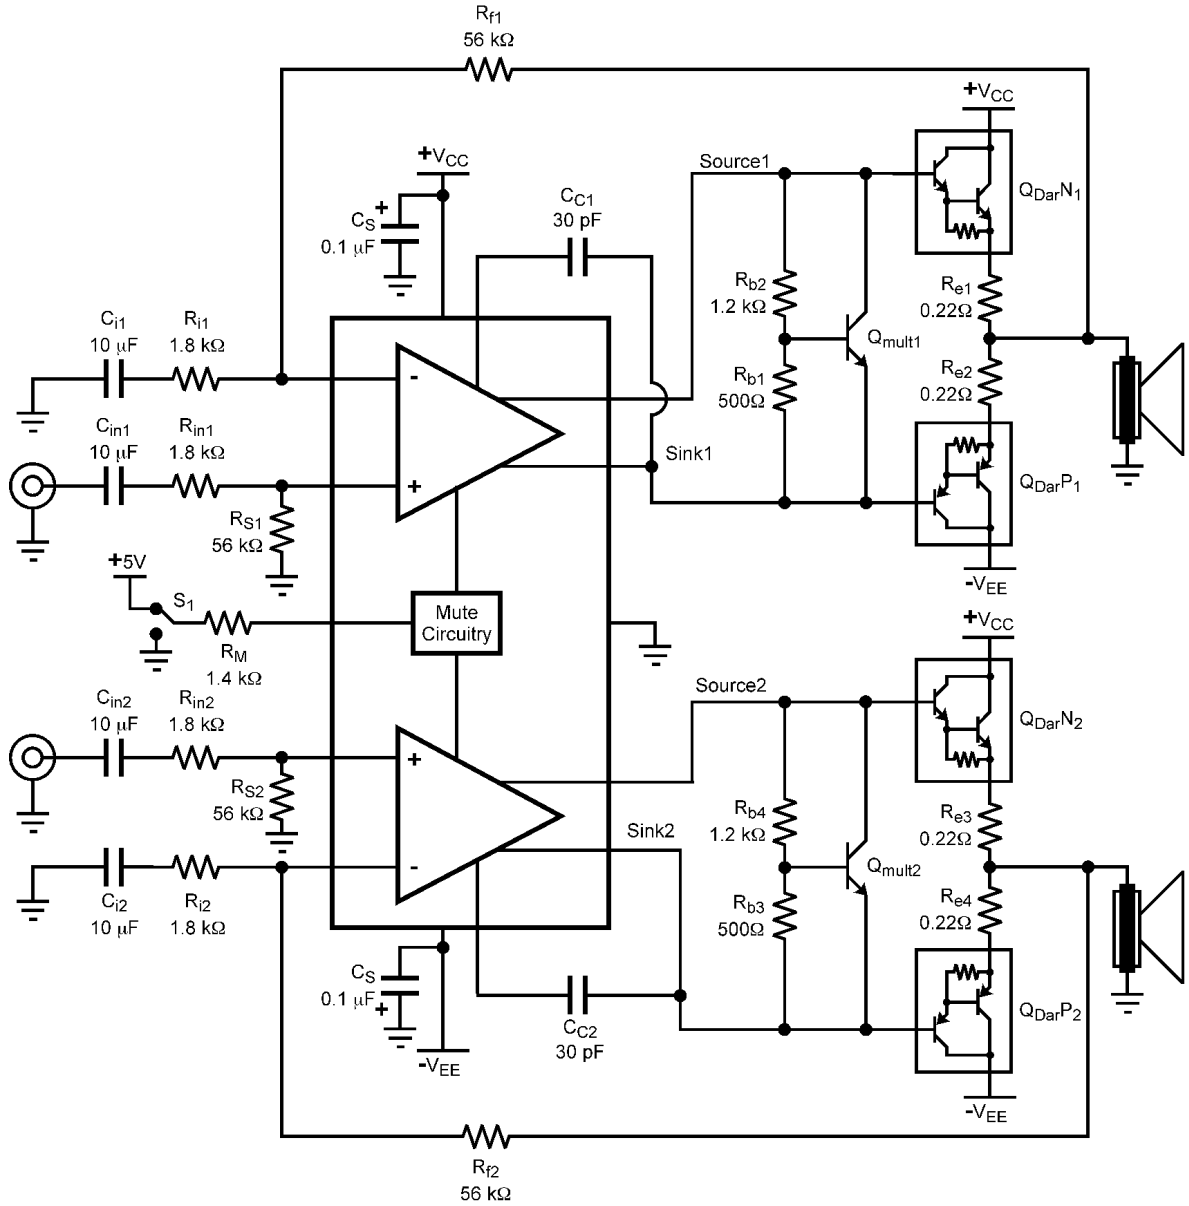 Rf1
56 kΩ
+VCC
+VCC
Source1
CC1
30 pF
QDarN1
CS +
0.1 µF
Rb2
1.2 kΩ
Re1
0.22Ω
Ci1
10 µF
Ri1
1.8 kΩ
Qmult1
-
Rb1
500Ω
Re2
0.22Ω
Cin1
10 µF
Rin1
1.8 kΩ
Sink1
+
QDarP1
RS1
56 kΩ
+5V
S1
-VEE
Mute
Circuitry
+VCC
RM
1.4 kΩ
Source2
Cin2
10 µF
Rin2
1.8 kΩ
QDarN2
+
RS2
56 kΩ
Rb4
1.2 kΩ
Re3
0.22Ω
Sink2
-
Qmult2
Ci2
10 µF
Ri2
1.8 kΩ
Rb3
500Ω
Re4
0.22Ω
CS
0.1 µF +
QDarP2
CC2
30 pF
-VEE
-VEE
Rf2
56 kΩ